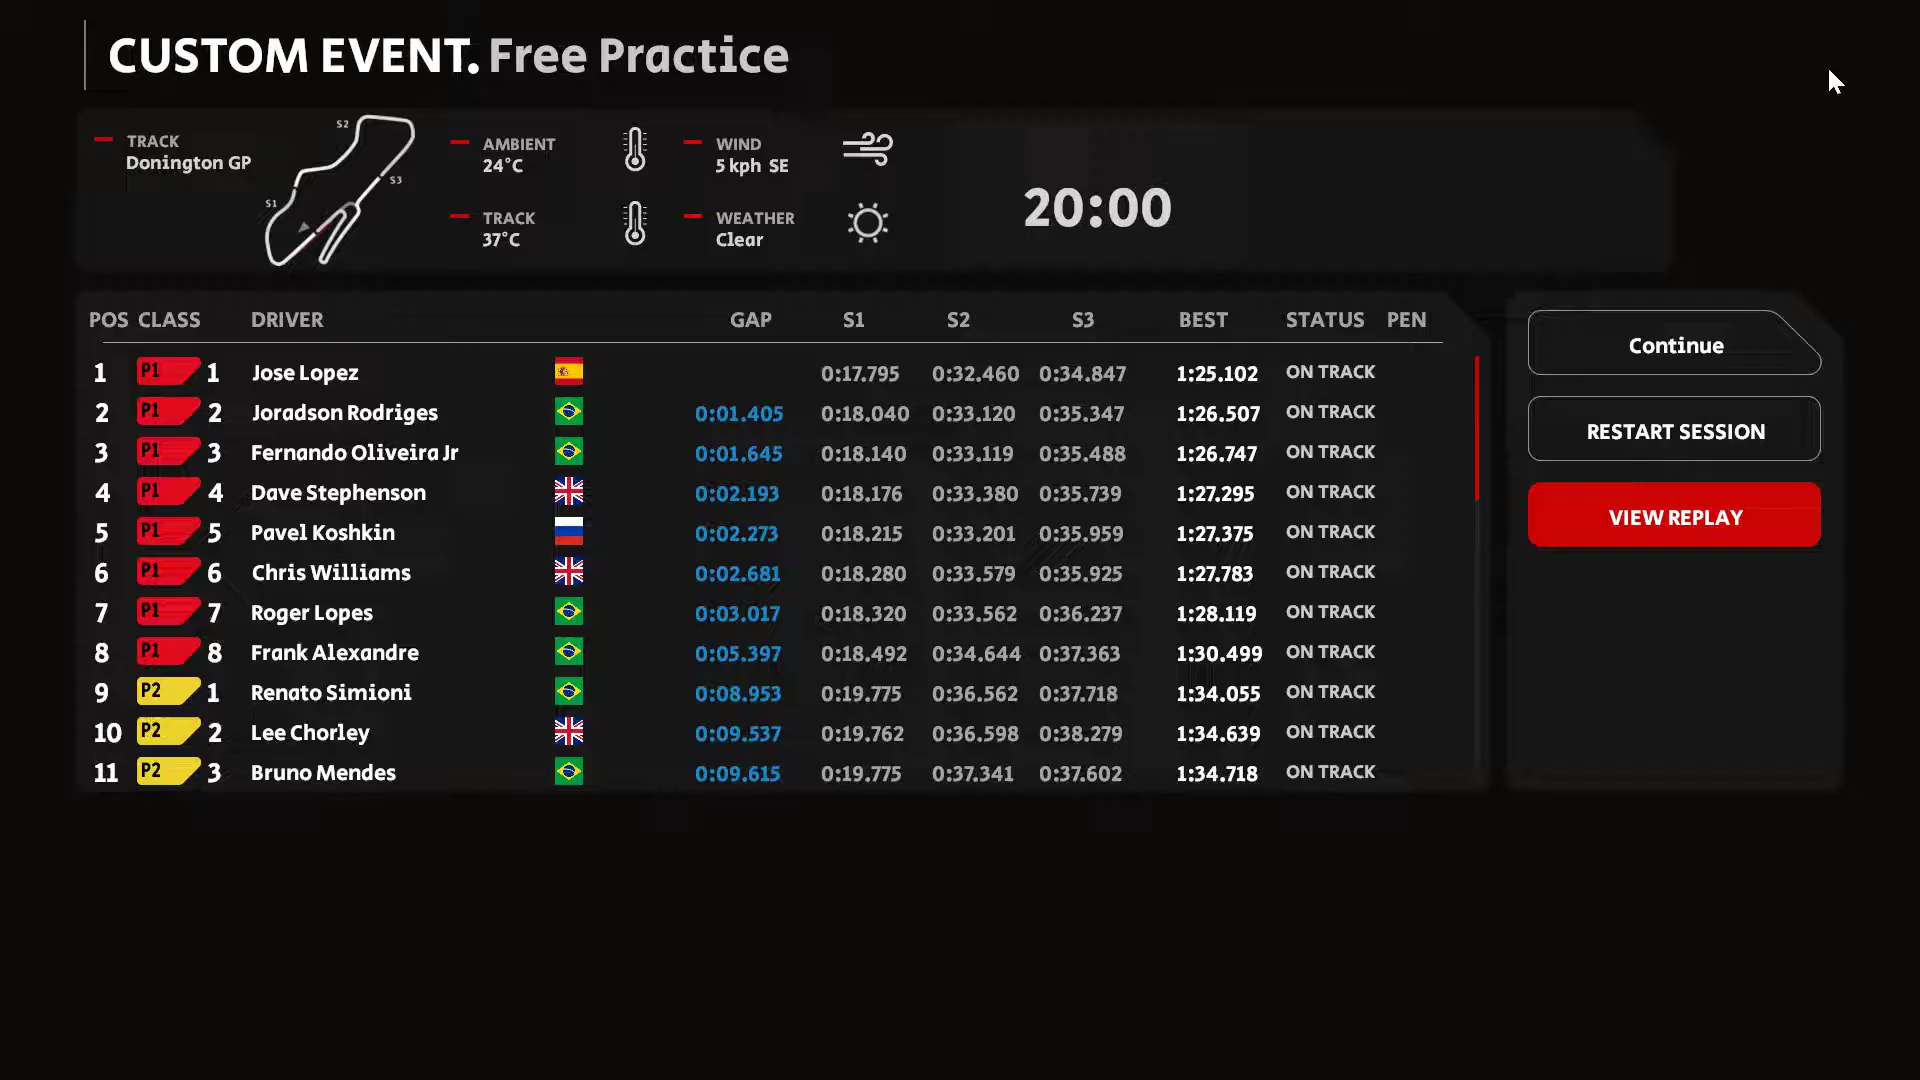 CUSTOM EVENT. Free Practice
TRACK
Donington GP
S1
S2
S3
AMBIENT
24°C
TRACK
37°C
WIND
5 kph SE
WEATHER
Clear
20:00
POS CLASS DRIVER GAP S1 S2 S3 BEST STATUS PEN
1 P1 1 Jose Lopez 0:17.795 0:32.460 0:34.847 1:25.102 ON TRACK
2 P1 2 Joradson Rodriges 0:01.405 0:18.040 0:33.120 0:35.347 1:26.507 ON TRACK
3 P1 3 Fernando Oliveira Jr 0:01.645 0:18.140 0:33.119 0:35.488 1:26.747 ON TRACK
4 P1 4 Dave Stephenson 0:02.193 0:18.176 0:33.380 0:35.739 1:27.295 ON TRACK
5 P1 5 Pavel Koshkin 0:02.273 0:18.215 0:33.201 0:35.959 1:27.375 ON TRACK
6 P1 6 Chris Williams 0:02.681 0:18.280 0:33.579 0:35.925 1:27.783 ON TRACK
7 P1 7 Roger Lopes 0:03.017 0:18.320 0:33.562 0:36.237 1:28.119 ON TRACK
8 P1 8 Frank Alexandre 0:05.397 0:18.492 0:34.644 0:37.363 1:30.499 ON TRACK
9 P2 1 Renato Simioni 0:08.953 0:19.775 0:36.562 0:37.718 1:34.055 ON TRACK
10 P2 2 Lee Chorley 0:09.537 0:19.762 0:36.598 0:38.279 1:34.639 ON TRACK
11 P2 3 Bruno Mendes 0:09.615 0:19.775 0:37.341 0:37.602 1:34.718 ON TRACK
Continue
RESTART SESSION
VIEW REPLAY